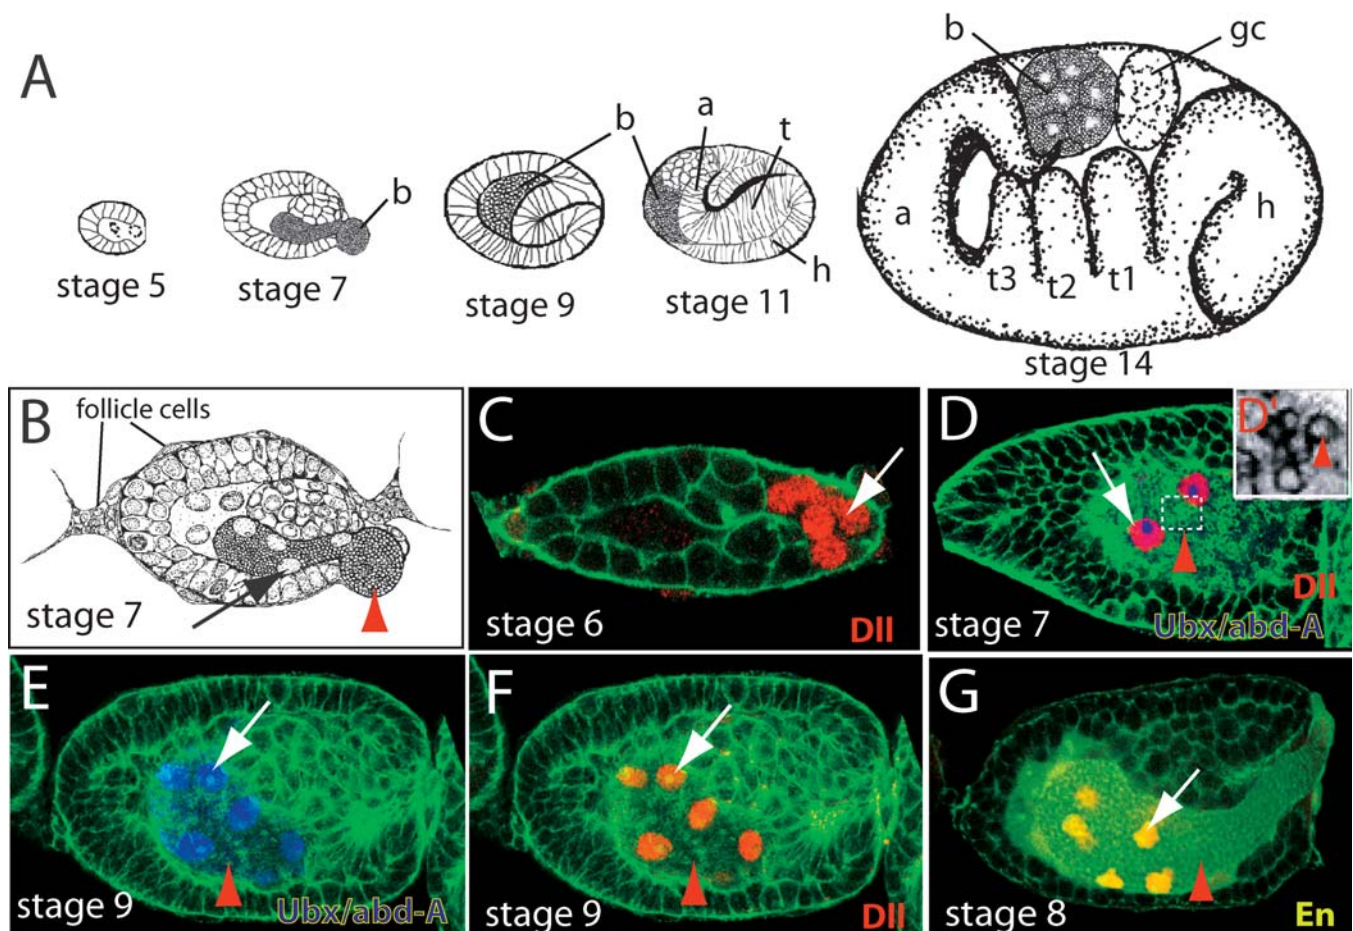 A
b
gc
b
a
t
b
a
h
h
t3 t2 t1
stage 5
stage 7
stage 9
stage 11
stage 14
B
follicle cells
stage 7
C
stage 6
Dll
D
D'
Dll
stage 7
Ubx/abd-A
E
stage 9
Ubx/abd-A
F
stage 9
Dll
G
stage 8
En